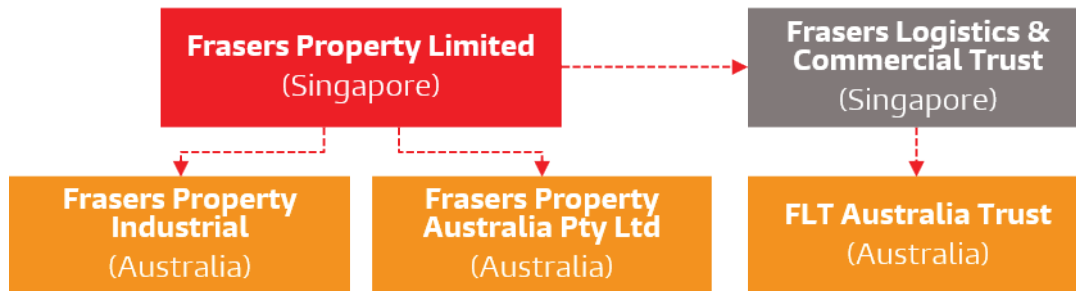 Frasers Property Limited
(Singapore)
Frasers Logistics &
Commercial Trust
(Singapore)
Frasers Property
Industrial
(Australia)
Frasers Property
Australia Pty Ltd
(Australia)
FLT Australia Trust
(Australia)